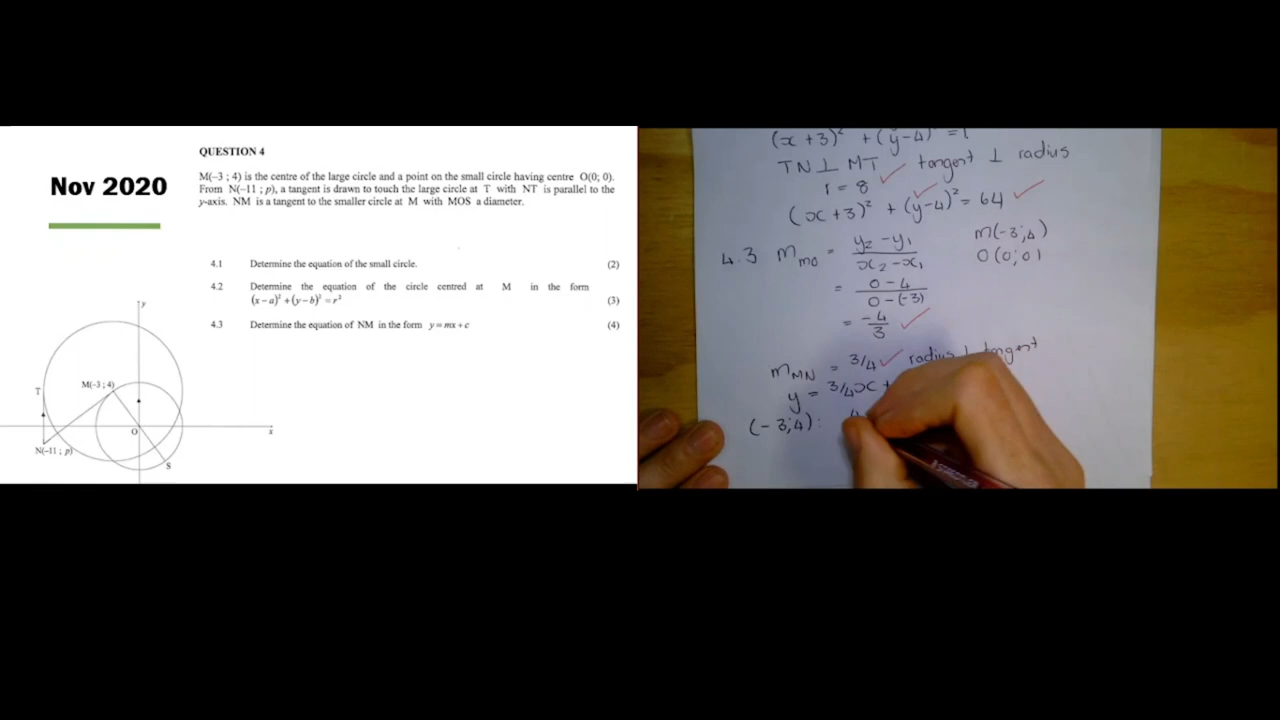 Nov 2020
QUESTION 4
M(−3 ; 4) is the centre of the large circle and a point on the small circle having centre O(0; 0).
From N(−11 ; p), a tangent is drawn to touch the large circle at T with NT is parallel to the
y-axis. NM is a tangent to the smaller circle at M with MOS a diameter.
4.1 Determine the equation of the small circle. (2)
4.2 Determine the equation of the circle centred at M in the form
(x−a)² + (y−b)² = r² (3)
4.3 Determine the equation of NM in the form y = mx + c (4)
y
M(−3 ; 4)
T
O
x
N(−11 ; p)
S
(x+3)² + (y−4)² = r
TN ⊥ MT tangent ⊥ radius
r = 8
(x+3)² + (y−4)² = 64
4.3 m_MO = y₂ − y₁ / x₂ − x₁ M(−3;4)
O(0;0)
= 0 − 4 / 0 − (−3)
= −4/3
m_MN = 3/4 radius ⊥ tangent
y = 3/4x +
(−3;4): 4